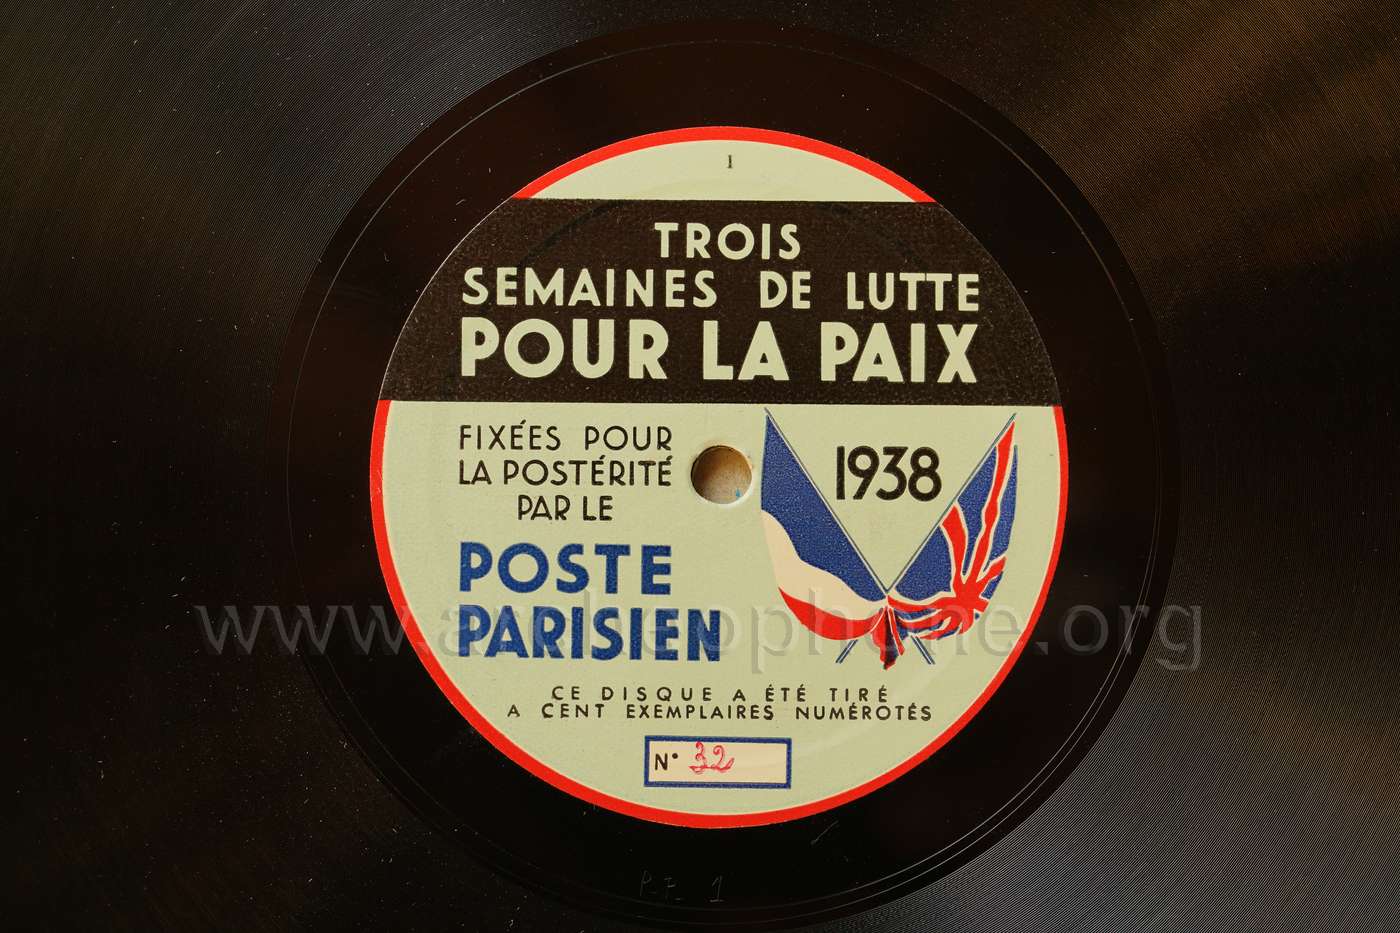 I
TROIS
SEMAINES DE LUTTE
POUR LA PAIX
FIXÉES POUR
LA POSTÉRITÉ
PAR LE
1938
POSTE
PARISIEN
www.archeophone.org
CE DISQUE A ÉTÉ TIRÉ
A CENT EXEMPLAIRES NUMÉROTÉS
N° 32
P.F. 1